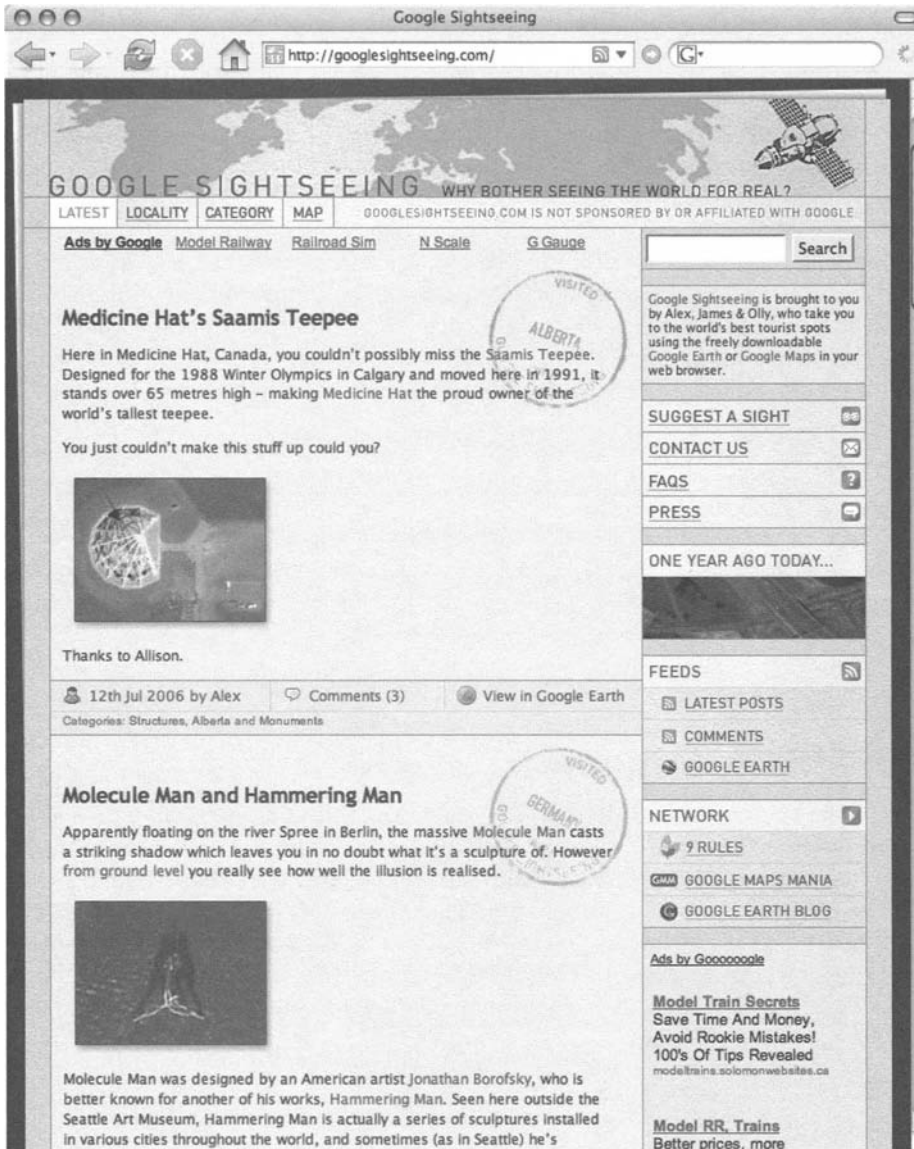 Google Sightseeing
http://googlesightseeing.com/
G
GOOGLE SIGHTSEEING WHY BOTHER SEEING THE WORLD FOR REAL?
LATEST LOCALITY CATEGORY MAP GOOGLESIGHTSEEING.COM IS NOT SPONSORED BY OR AFFILIATED WITH GOOGLE
Ads by Google Model Railway Railroad Sim N Scale G Gauge
VISITED
ALBERTA
Medicine Hat's Saamis Teepee
Here in Medicine Hat, Canada, you couldn't possibly miss the Saamis Teepee.
Designed for the 1988 Winter Olympics in Calgary and moved here in 1991, it
stands over 65 metres high – making Medicine Hat the proud owner of the
world's tallest teepee.
You just couldn't make this stuff up could you?
Thanks to Allison.
12th Jul 2006 by Alex Comments (3) View in Google Earth
Categories: Structures, Alberta and Monuments
VISITED
GERMANY
Molecule Man and Hammering Man
Apparently floating on the river Spree in Berlin, the massive Molecule Man casts
a striking shadow which leaves you in no doubt what it's a sculpture of. However
from ground level you really see how well the illusion is realised.
Molecule Man was designed by an American artist Jonathan Borofsky, who is
better known for another of his works, Hammering Man. Seen here outside the
Seattle Art Museum, Hammering Man is actually a series of sculptures installed
in various cities throughout the world, and sometimes (as in Seattle) he's
Search
Google Sightseeing is brought to you
by Alex, James & Olly, who take you
to the world's best tourist spots
using the freely downloadable
Google Earth or Google Maps in your
web browser.
SUGGEST A SIGHT
CONTACT US
FAQS
?
PRESS
ONE YEAR AGO TODAY...
FEEDS
LATEST POSTS
COMMENTS
GOOGLE EARTH
NETWORK
9 RULES
GMM GOOGLE MAPS MANIA
GOOGLE EARTH BLOG
Ads by Goooooogle
Model Train Secrets
Save Time And Money,
Avoid Rookie Mistakes!
100's Of Tips Revealed
modeltrains.solomonwebsites.ca
Model RR, Trains
Better prices, more